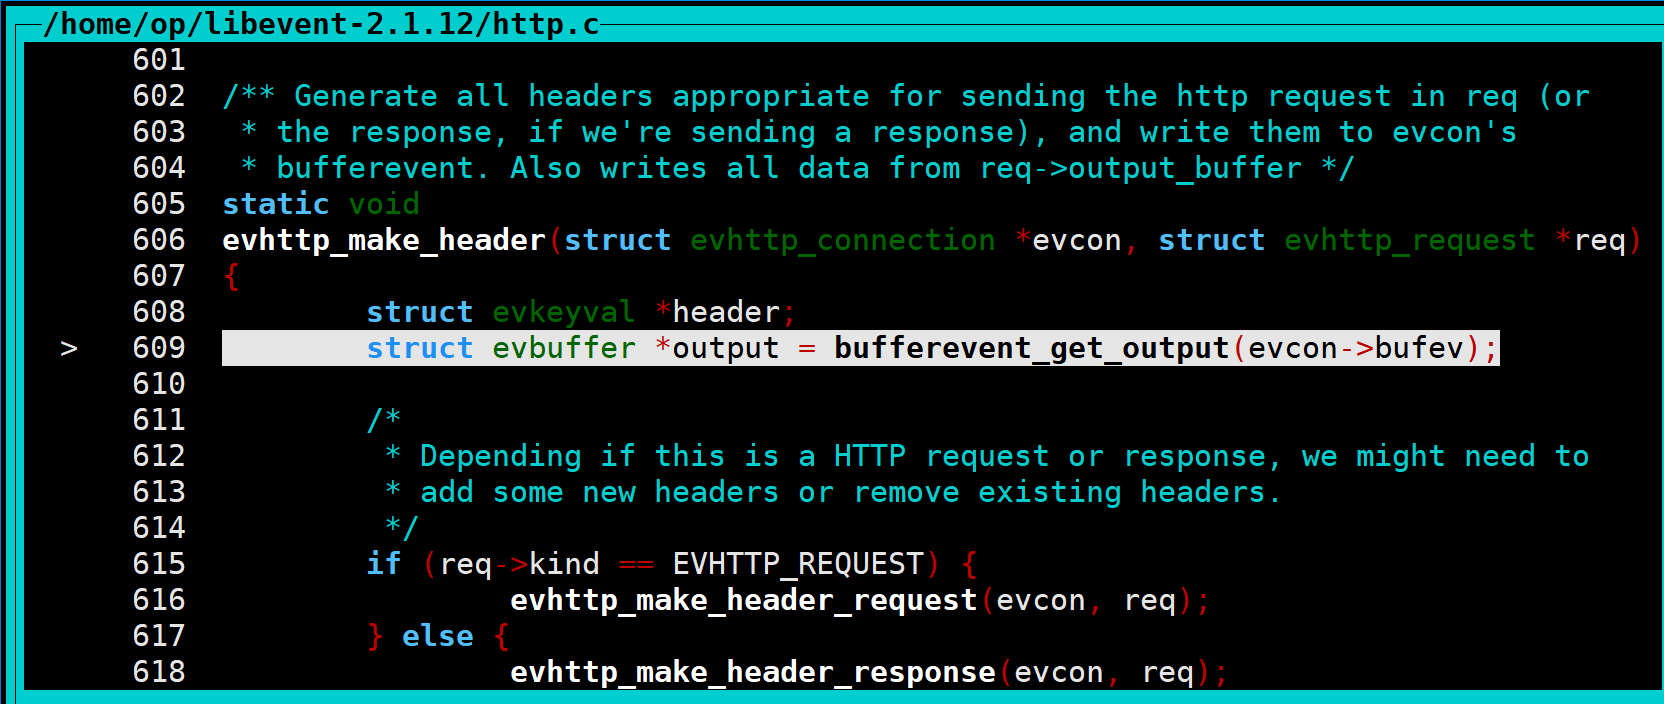 /home/op/libevent-2.1.12/http.c
601
602 /** Generate all headers appropriate for sending the http request in req (or
603  * the response, if we're sending a response), and write them to evcon's
604  * bufferevent. Also writes all data from req->output_buffer */
605 static void
606 evhttp_make_header(struct evhttp_connection *evcon, struct evhttp_request *req)
607 {
608         struct evkeyval *header;
> 609         struct evbuffer *output = bufferevent_get_output(evcon->bufev);
610
611         /*
612          * Depending if this is a HTTP request or response, we might need to
613          * add some new headers or remove existing headers.
614          */
615         if (req->kind == EVHTTP_REQUEST) {
616                 evhttp_make_header_request(evcon, req);
617         } else {
618                 evhttp_make_header_response(evcon, req);